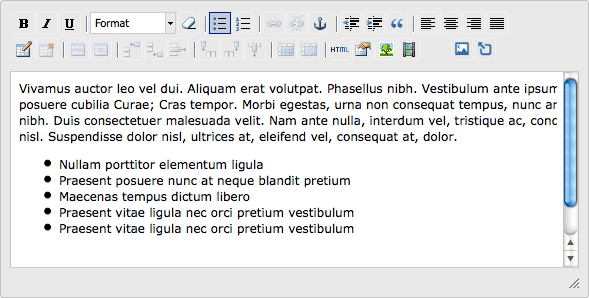 B I U Format
HTML
Vivamus auctor leo vel dui. Aliquam erat volutpat. Phasellus nibh. Vestibulum ante ipsum
posuere cubilia Curae; Cras tempor. Morbi egestas, urna non consequat tempus, nunc ar
nibh. Duis consectetuer malesuada velit. Nam ante nulla, interdum vel, tristique ac, conc
nisl. Suspendisse dolor nisl, ultrices at, eleifend vel, consequat at, dolor.
Nullam porttitor elementum ligula
Praesent posuere nunc at neque blandit pretium
Maecenas tempus dictum libero
Praesent vitae ligula nec orci pretium vestibulum
Praesent vitae ligula nec orci pretium vestibulum